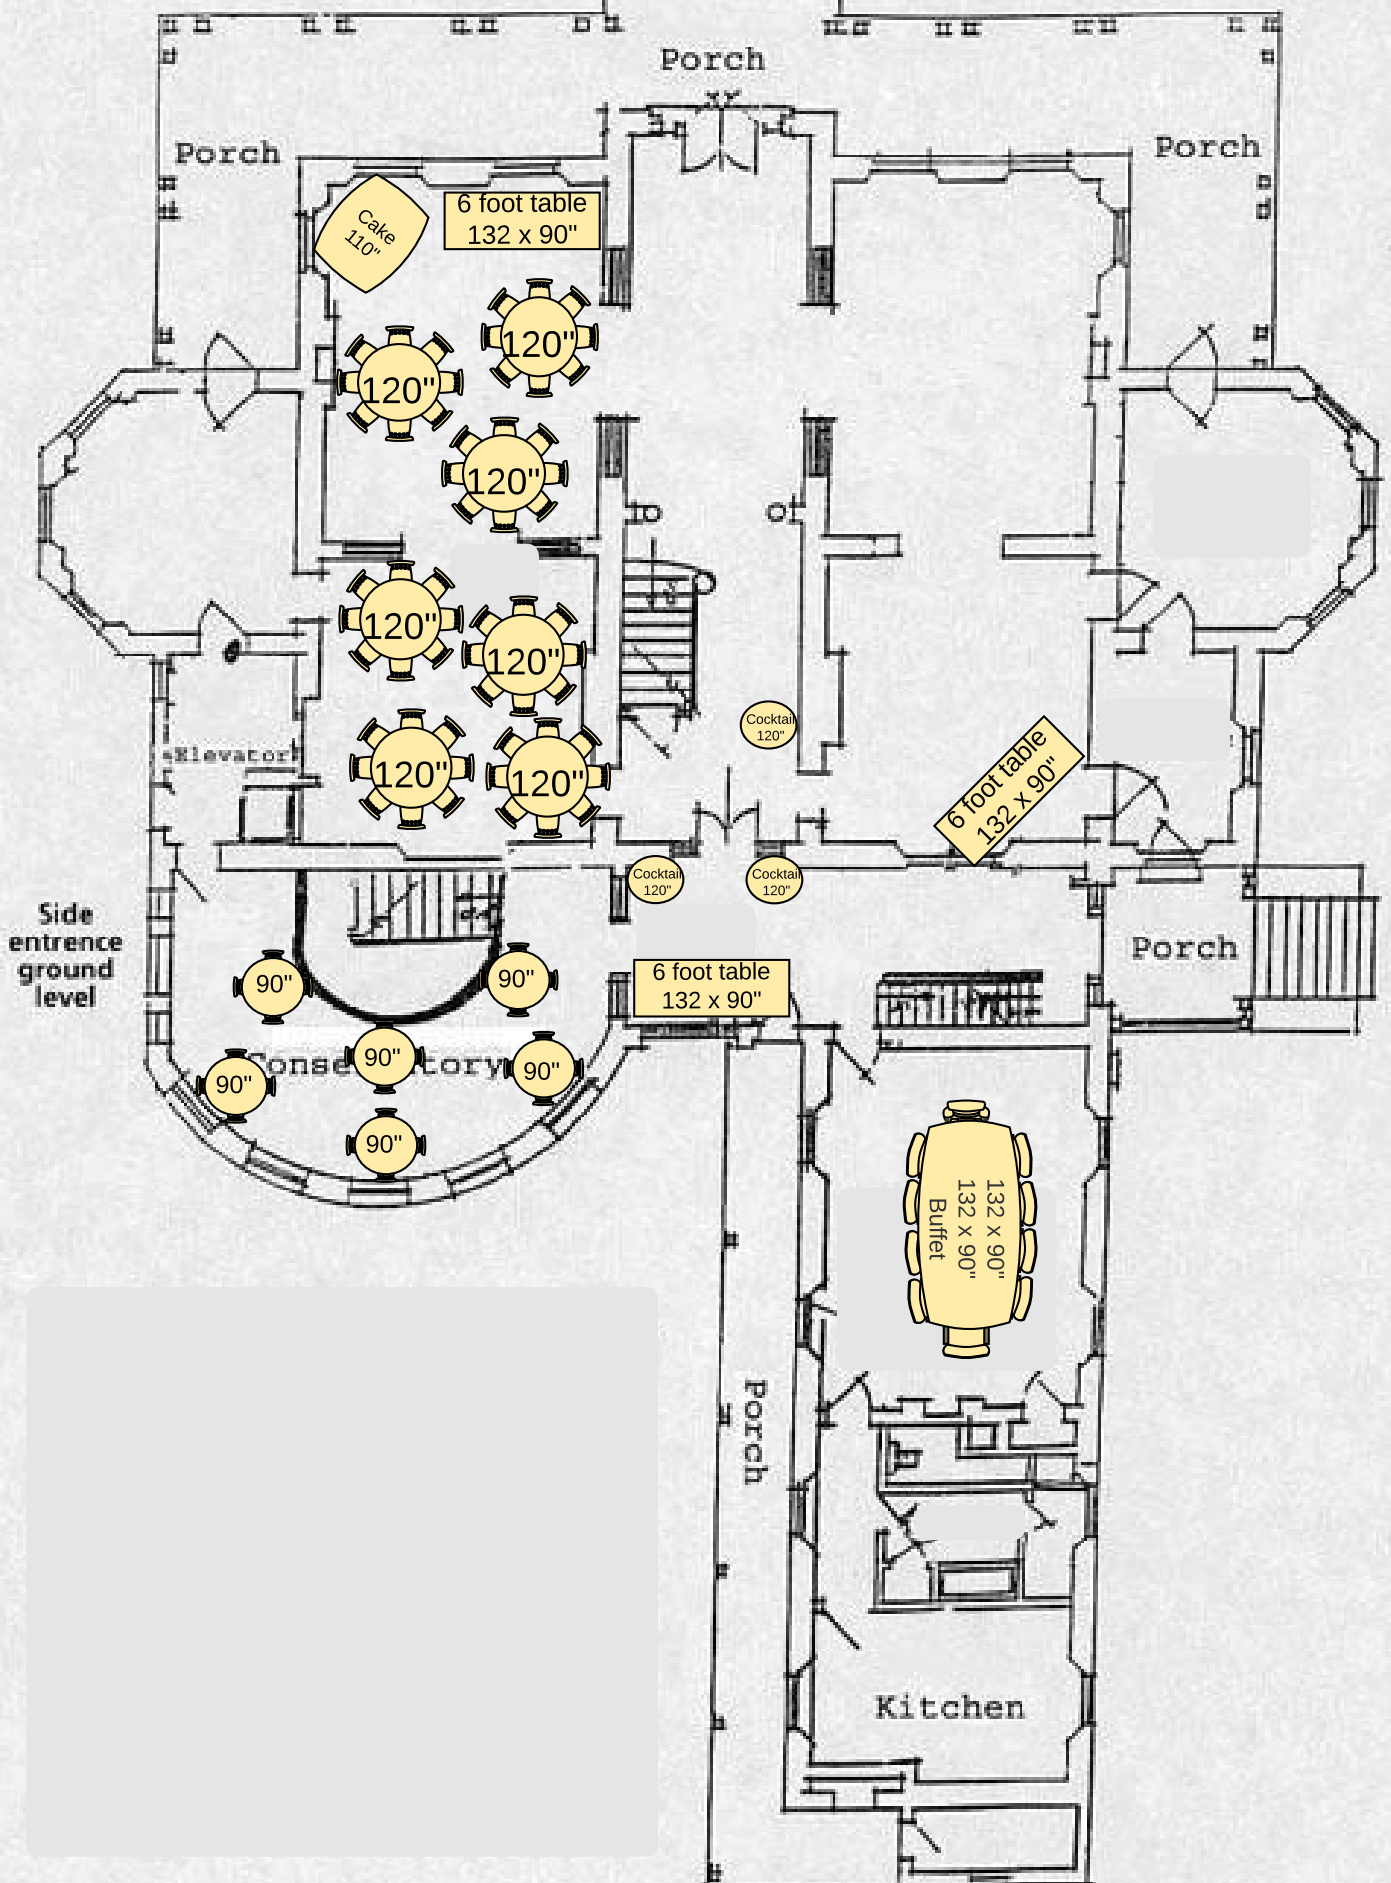 Porch
Porch
Porch
Cake
110"
6 foot table
132 x 90"
120"
120"
120"
120"
120"
120"
120"
Elevator
Cocktail
120"
6 foot table
132 x 90"
Cocktail
120"
Cocktail
120"
Side
entrence
ground
level
Porch
6 foot table
132 x 90"
90"
90"
90"
90"
90"
90"
132 x 90"
132 x 90"
Buffet
Porch
Kitchen